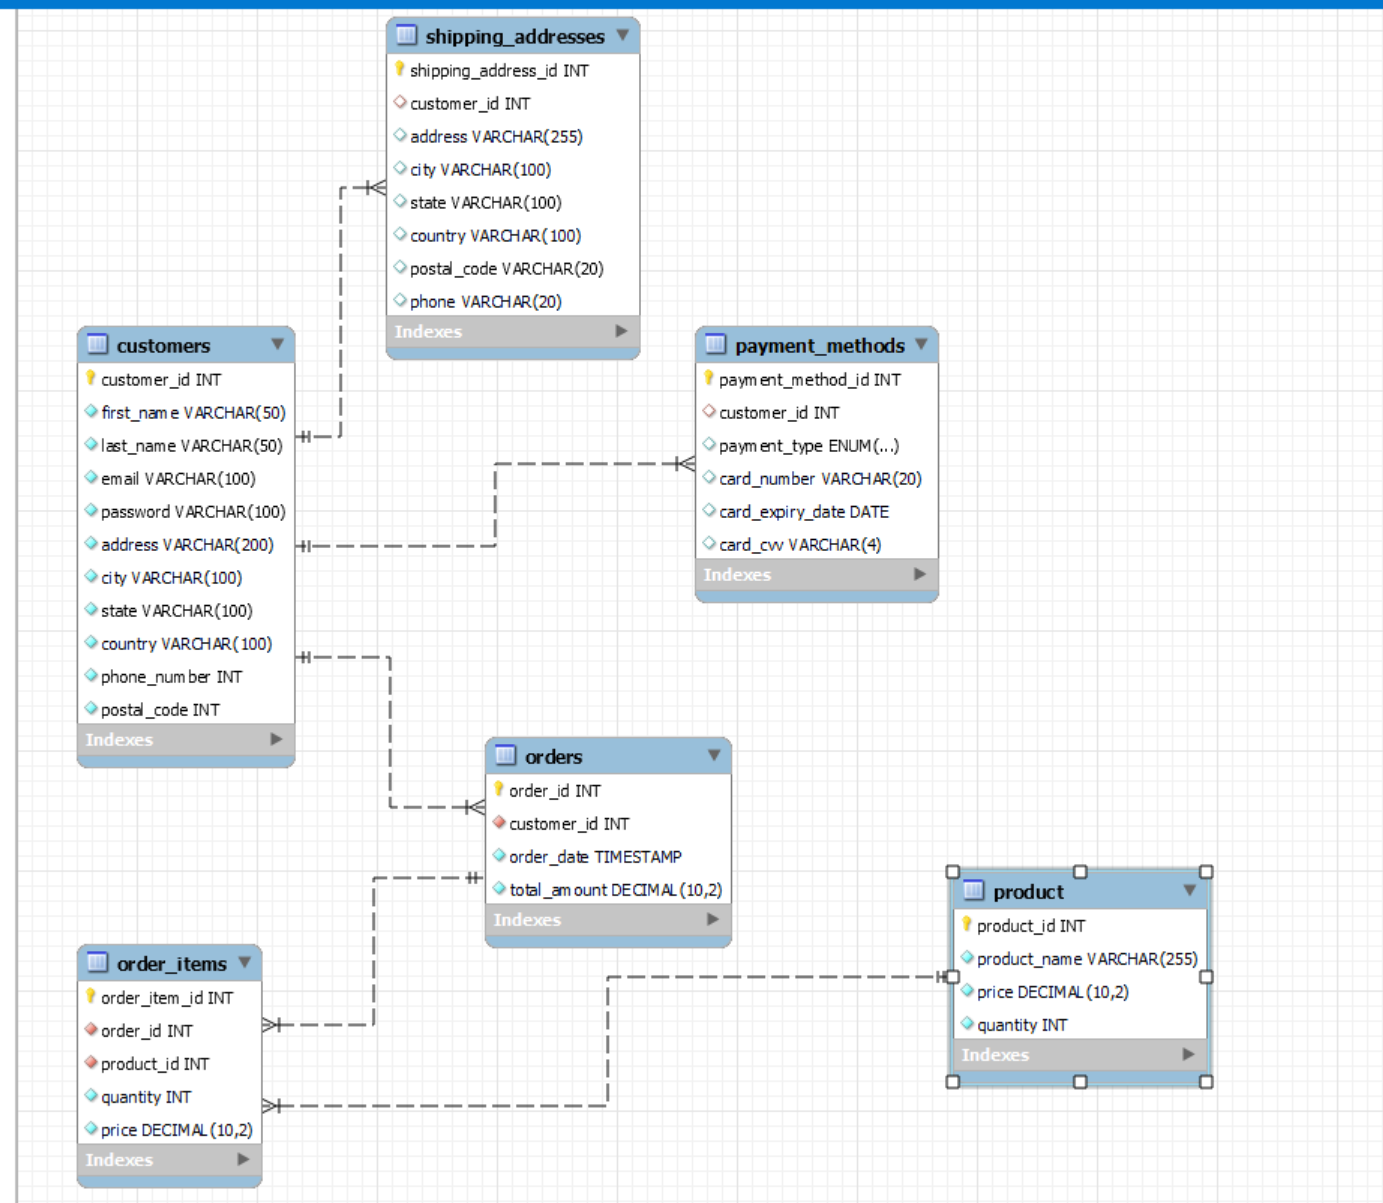 shipping_addresses
shipping_address_id INT
customer_id INT
address VARCHAR(255)
city VARCHAR(100)
state VARCHAR(100)
country VARCHAR(100)
postal_code VARCHAR(20)
phone VARCHAR(20)
Indexes
customers
customer_id INT
first_name VARCHAR(50)
last_name VARCHAR(50)
email VARCHAR(100)
password VARCHAR(100)
address VARCHAR(200)
city VARCHAR(100)
state VARCHAR(100)
country VARCHAR(100)
phone_number INT
postal_code INT
Indexes
payment_methods
payment_method_id INT
customer_id INT
payment_type ENUM(...)
card_number VARCHAR(20)
card_expiry_date DATE
card_cvv VARCHAR(4)
Indexes
orders
order_id INT
customer_id INT
order_date TIMESTAMP
total_amount DECIMAL(10,2)
Indexes
product
product_id INT
product_name VARCHAR(255)
price DECIMAL(10,2)
quantity INT
Indexes
order_items
order_item_id INT
order_id INT
product_id INT
quantity INT
price DECIMAL(10,2)
Indexes